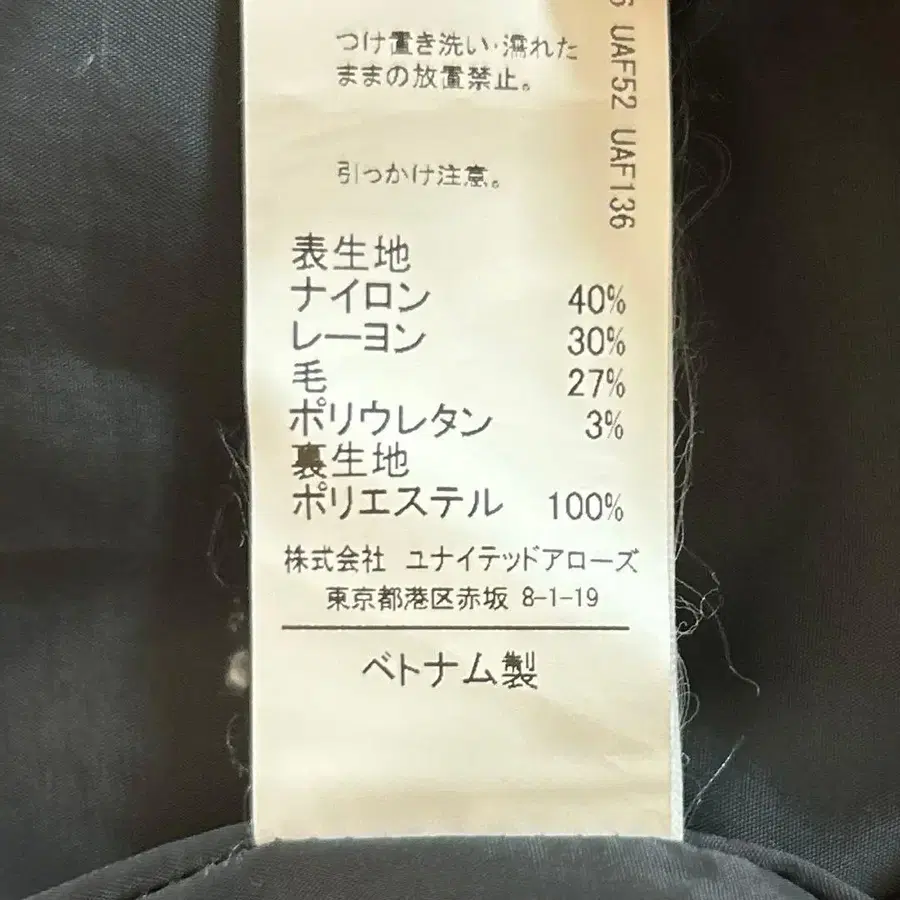 つけ置き洗い・濡れた
ままの放置禁止。
引っかけ注意。
UAF52 UAF136
表生地
ナイロン 40%
レーヨン 30%
毛 27%
ポリウレタン 3%
裏生地
ポリエステル 100%
株式会社 ユナイテッドアローズ
東京都港区赤坂 8-1-19
ベトナム製